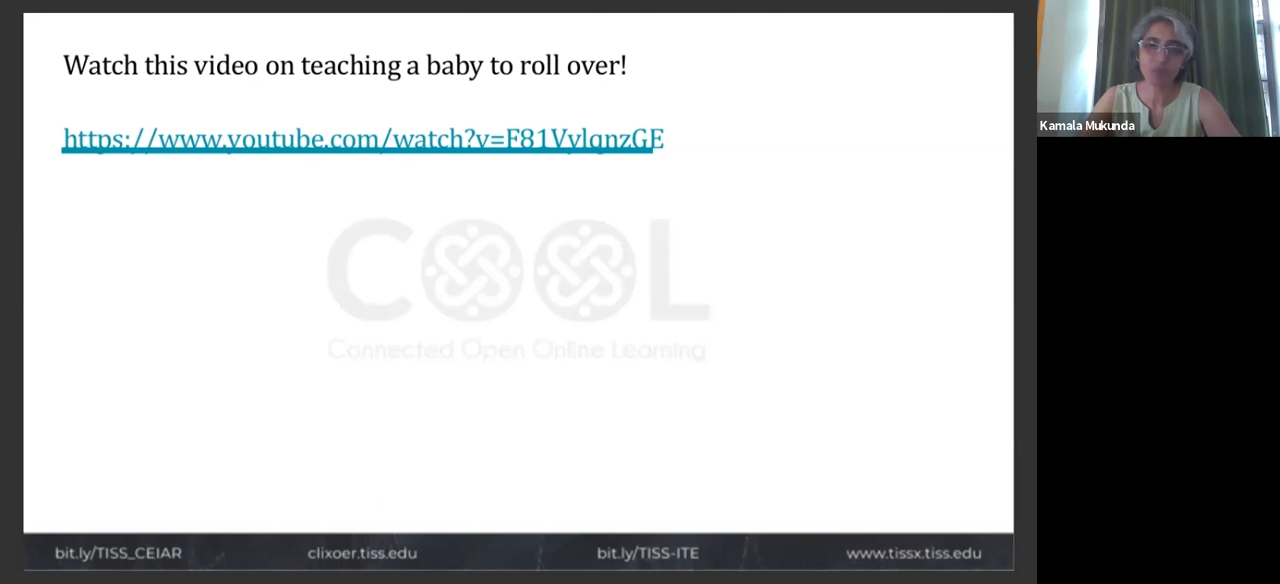 Watch this video on teaching a baby to roll over!
https://www.youtube.com/watch?v=F81VylqnzGE
COOL
Connected Open Online Learning
bit.ly/TISS_CEIAR
clixoer.tiss.edu
bit.ly/TISS-ITE
www.tissx.tiss.edu
Kamala Mukunda